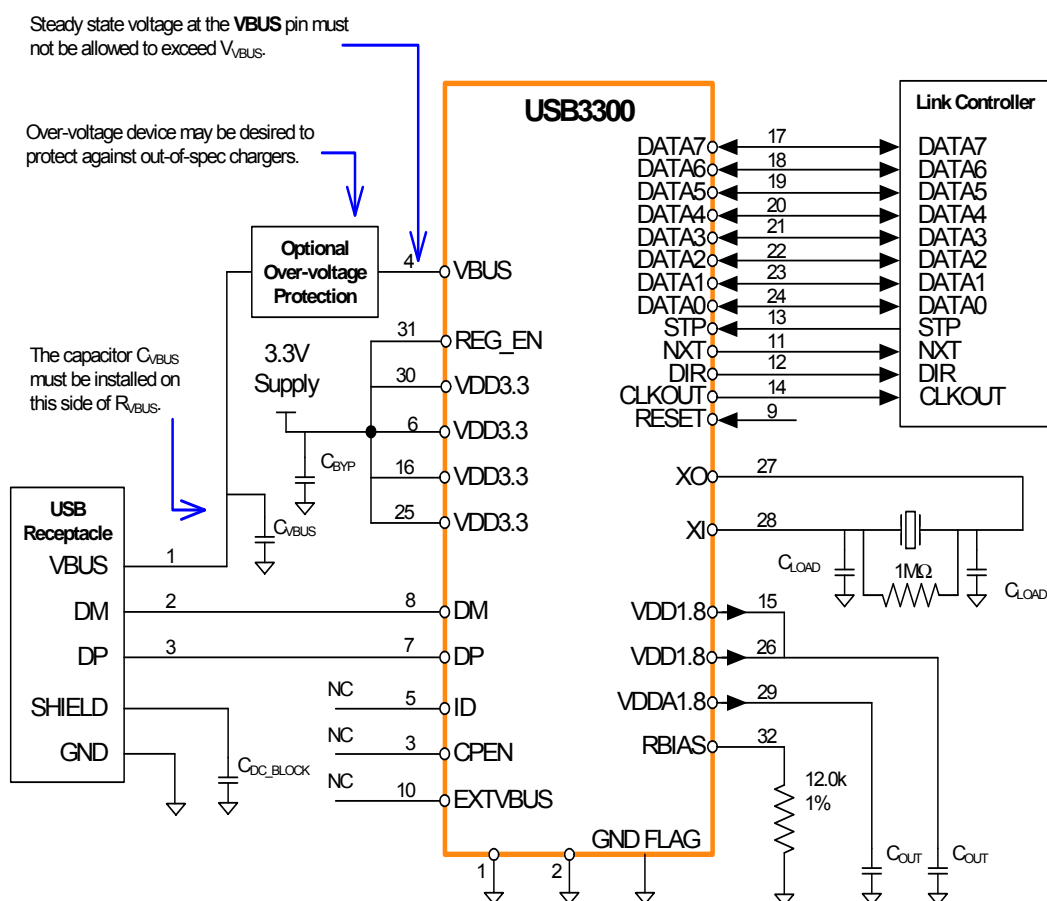 Steady state voltage at the VBUS pin must
not be allowed to exceed VVBUS.
Over-voltage device may be desired to
protect against out-of-spec chargers.
Optional
Over-voltage
Protection
The capacitor CVBUS
must be installed on
this side of RVBUS.
3.3V
Supply
CBYP
CVBUS
USB
Receptacle
VBUS
1
DM
2
DP
3
SHIELD
GND
CDC_BLOCK
USB3300
4
VBUS
31
REG_EN
30
VDD3.3
6
VDD3.3
16
VDD3.3
25
VDD3.3
8
DM
7
DP
NC
5
ID
NC
3
CPEN
NC
10
EXTVBUS
1
2
GND FLAG
DATA7
17
DATA6
18
DATA5
19
DATA4
20
DATA3
21
DATA2
22
DATA1
23
DATA0
24
STP
13
NXT
11
DIR
12
CLKOUT
14
RESET
9
XO
27
XI
28
VDD1.8
15
VDD1.8
26
VDDA1.8
29
RBIAS
32
Link Controller
DATA7
DATA6
DATA5
DATA4
DATA3
DATA2
DATA1
DATA0
STP
NXT
DIR
CLKOUT
CLOAD
1MΩ
CLOAD
12.0k
1%
COUT
COUT